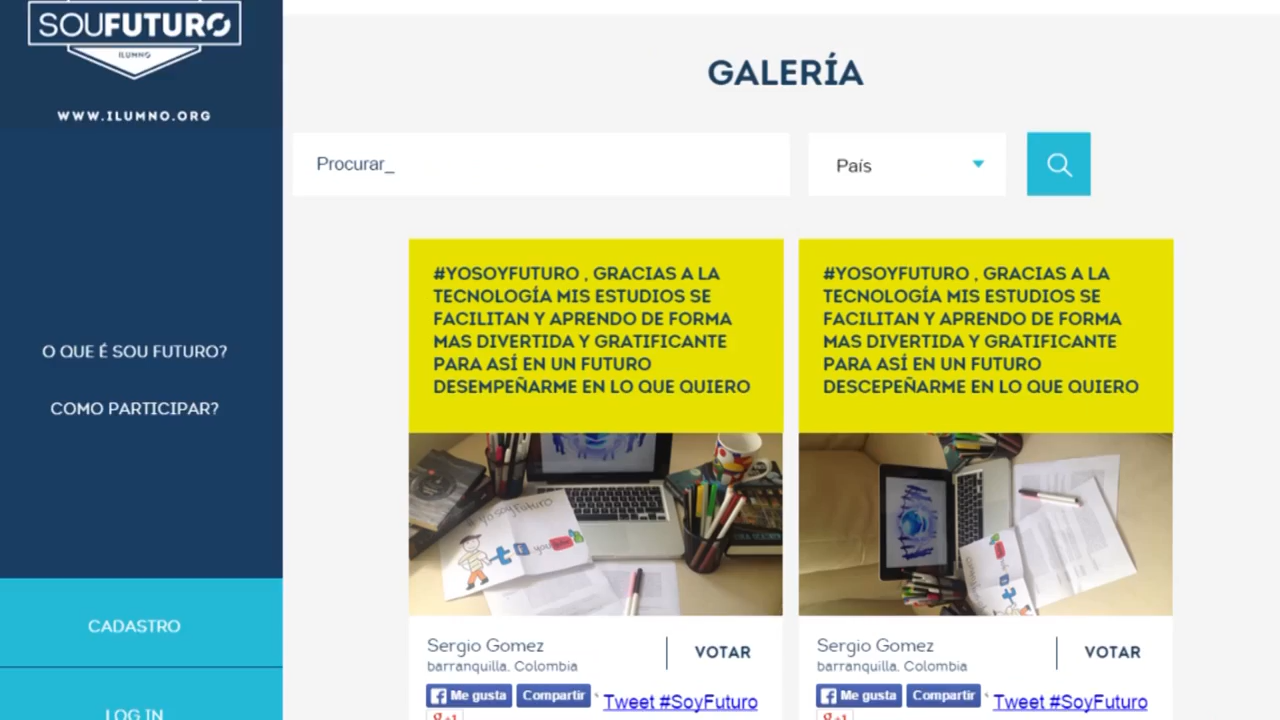 SOUFUTURO
ILUMNO
WWW.ILUMNO.ORG
O QUE É SOU FUTURO?
COMO PARTICIPAR?
CADASTRO
LOG IN
GALERÍA
Procurar_
País
#YOSOYFUTURO , GRACIAS A LA
TECNOLOGÍA MIS ESTUDIOS SE
FACILITAN Y APRENDO DE FORMA
MAS DIVERTIDA Y GRATIFICANTE
PARA ASÍ EN UN FUTURO
DESEMPEÑARME EN LO QUE QUIERO
#yosoyfuturo
You
Sergio Gomez
barranquilla, Colombia
VOTAR
Me gusta
Compartir
Tweet #SoyFuturo
g+1
#YOSOYFUTURO , GRACIAS A LA
TECNOLOGÍA MIS ESTUDIOS SE
FACILITAN Y APRENDO DE FORMA
MAS DIVERTIDA Y GRATIFICANTE
PARA ASÍ EN UN FUTURO
DESCEPEÑARME EN LO QUE QUIERO
Sergio Gomez
barranquilla, Colombia
VOTAR
Me gusta
Compartir
Tweet #SoyFuturo
g+1